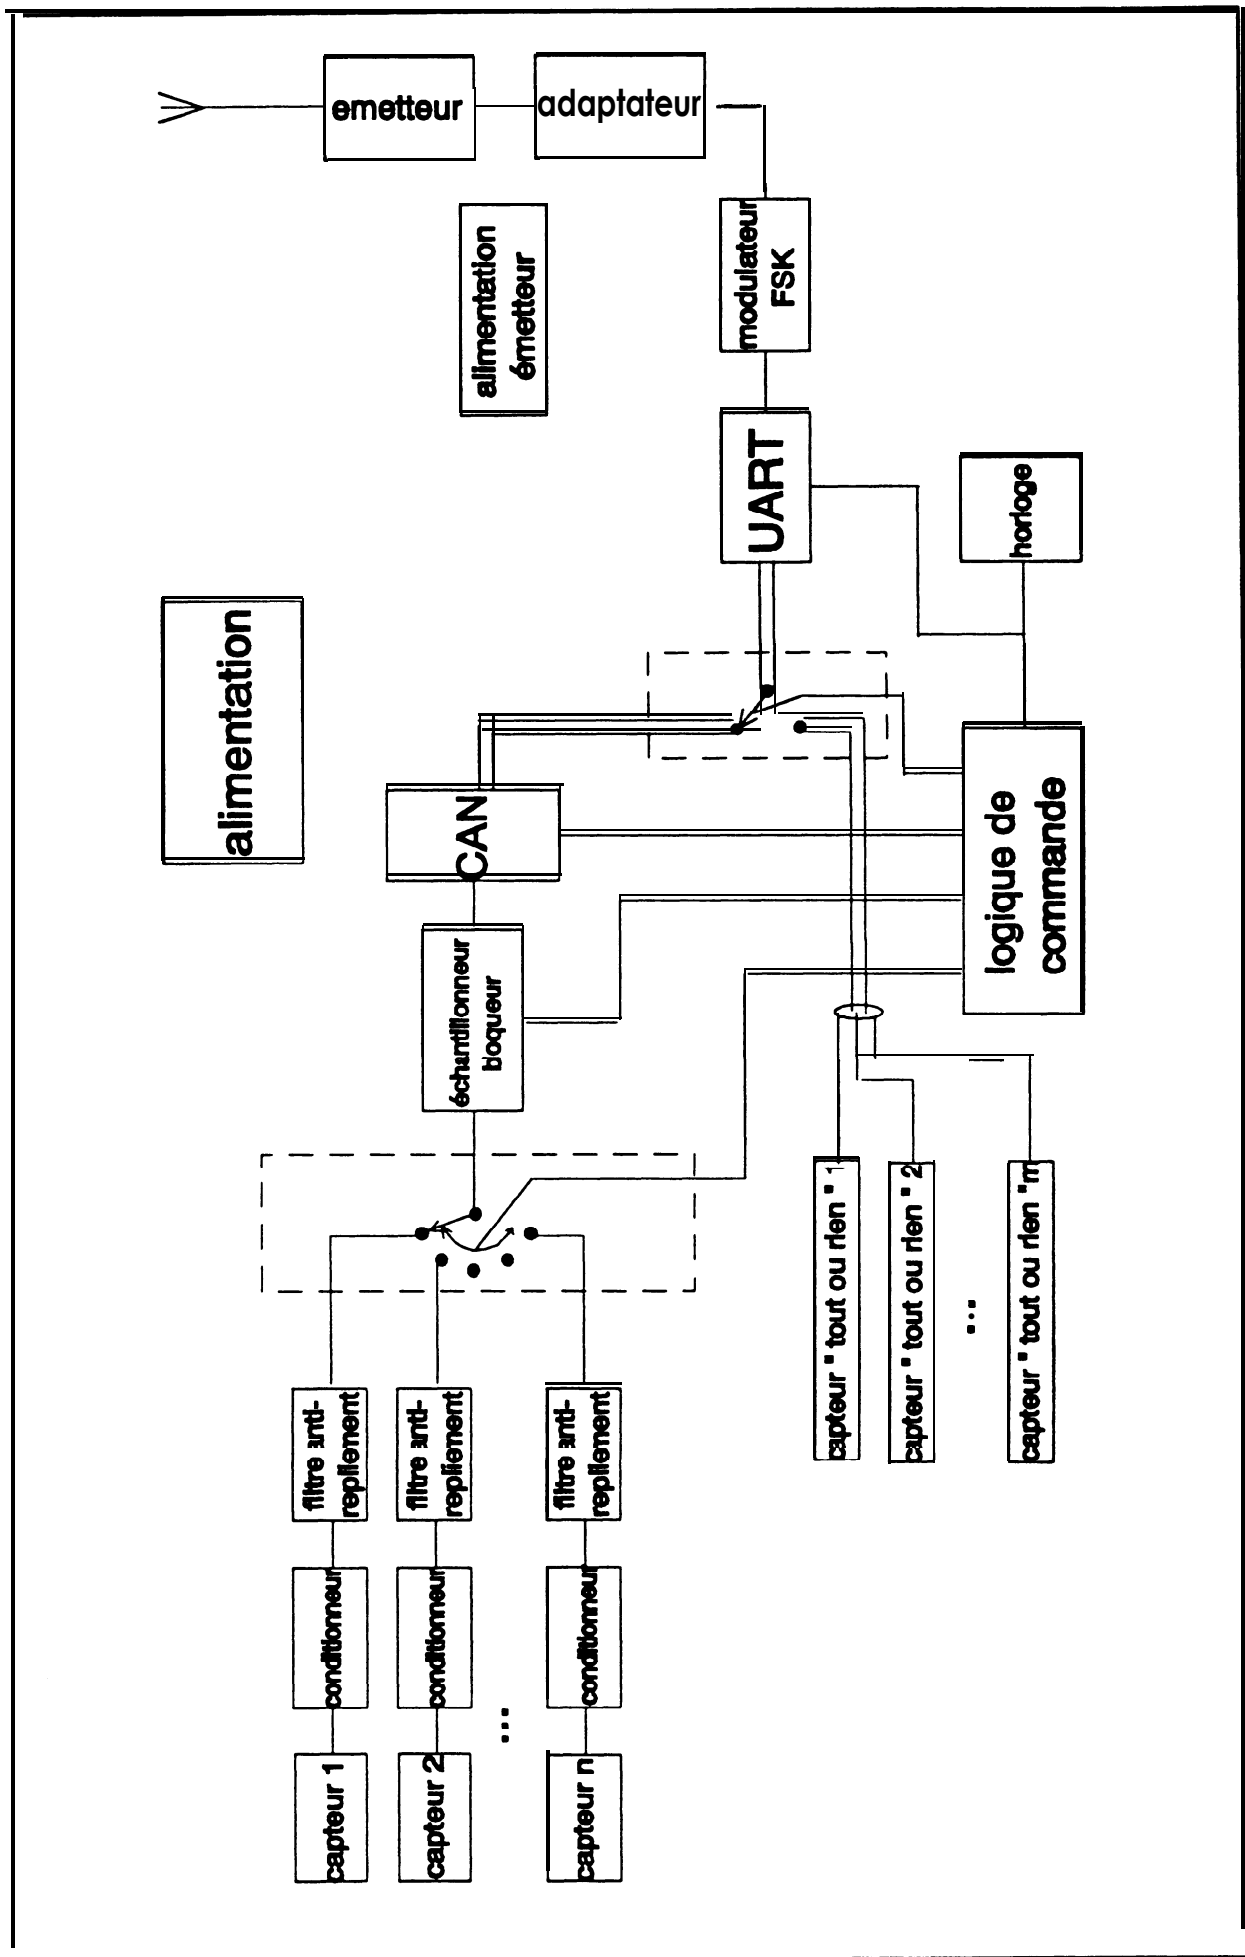 emetteur
adaptateur
modulateur
FSK
alimentation
émetteur
UART
horloge
alimentation
CAN
logique de
commande
échantillonneur
bloqueur
capteur " tout ou rien " 1
capteur " tout ou rien " 2
...
capteur " tout ou rien "m
filtre anti-
repliement
filtre anti-
repliement
filtre anti-
repliement
conditionneur
conditionneur
conditionneur
...
capteur 1
capteur 2
capteur n